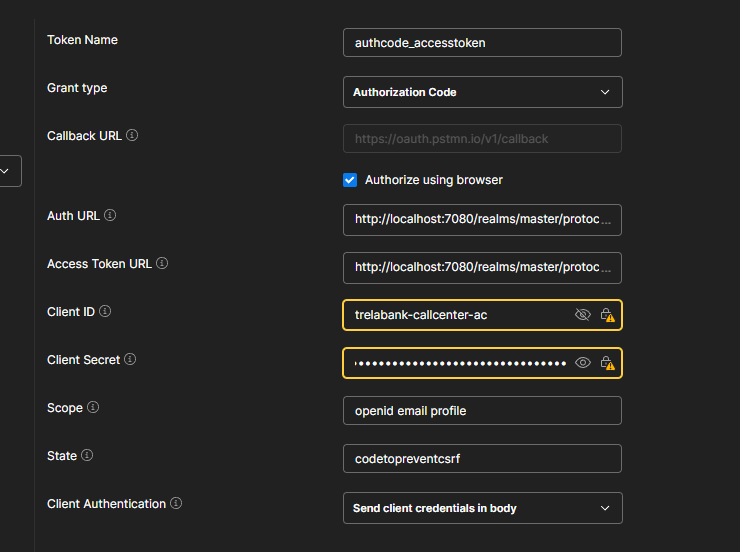 Token Name
authcode_accesstoken
Grant type
Authorization Code
Callback URL
https://oauth.pstmn.io/v1/callback
Authorize using browser
Auth URL
http://localhost:7080/realms/master/protoc ...
Access Token URL
http://localhost:7080/realms/master/protoc ...
Client ID
trelabank-callcenter-ac
Client Secret
Scope
openid email profile
State
codetopreventcsrf
Client Authentication
Send client credentials in body